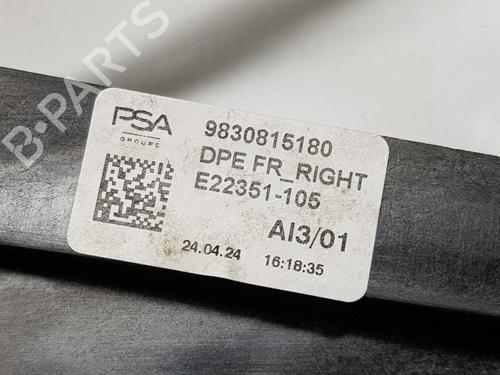 B-PARTS
PSA
GROUPE
9830815180
DPE FR_RIGHT
E22351-105
AI3/01
24.04.24 16:18:35